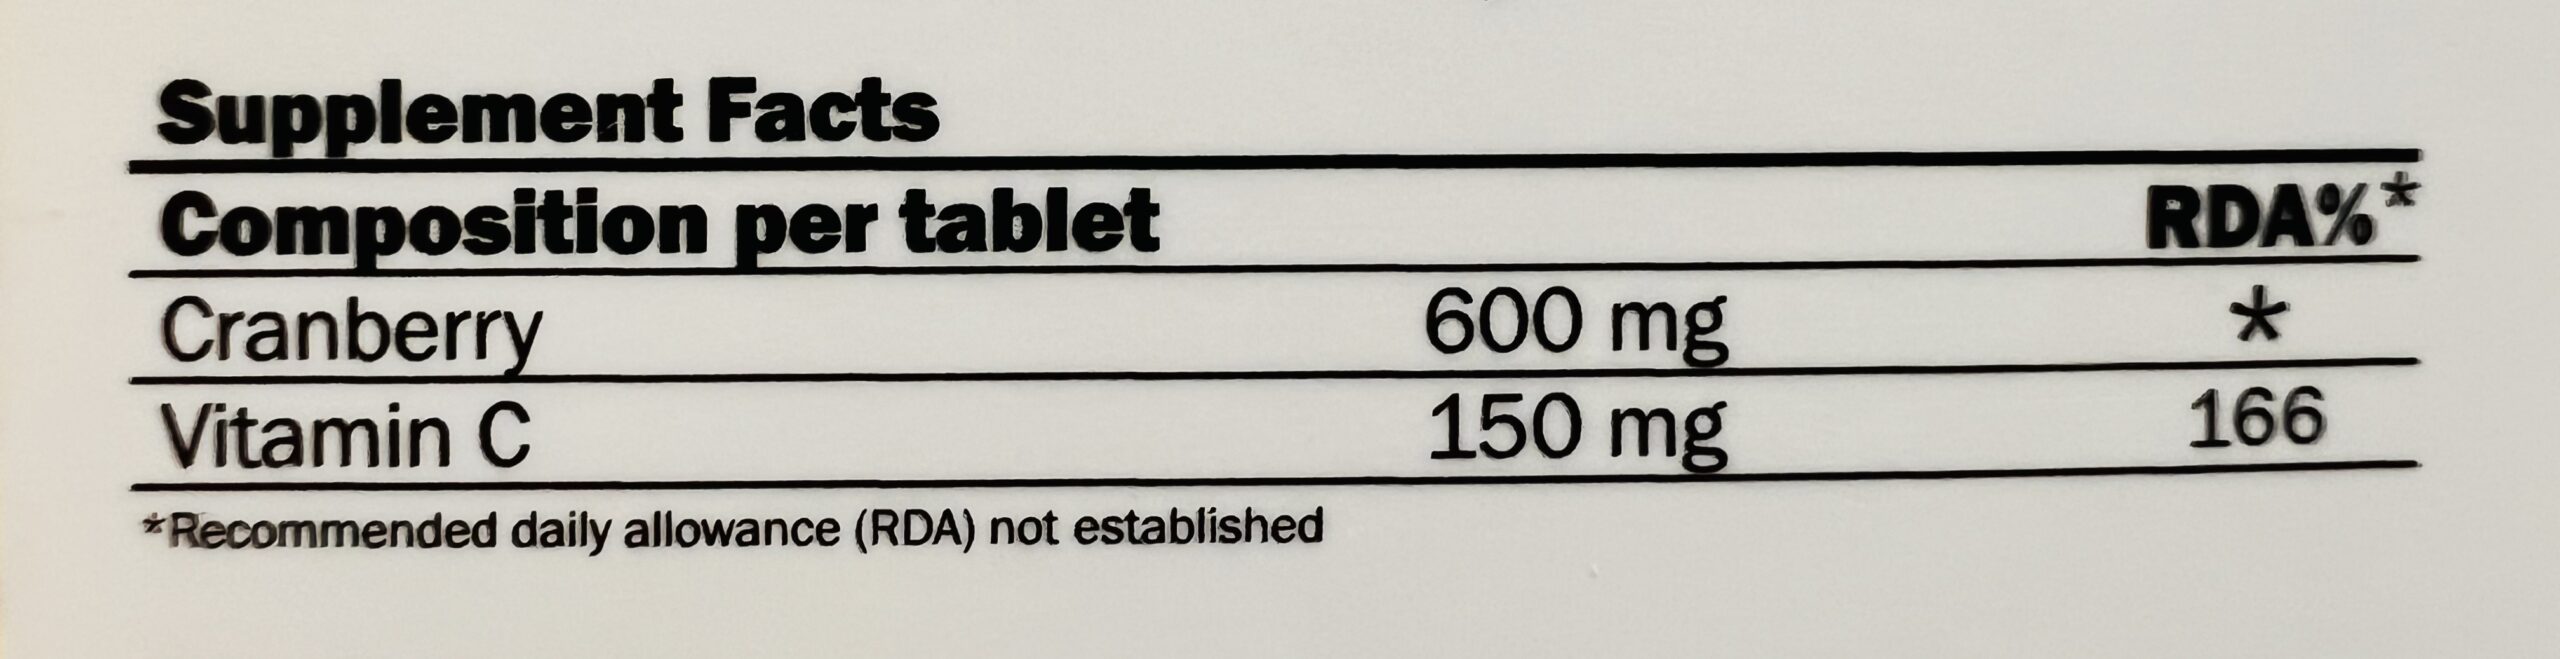 Supplement Facts
Composition per tablet RDA%*
Cranberry 600 mg *
Vitamin C 150 mg 166
*Recommended daily allowance (RDA) not established